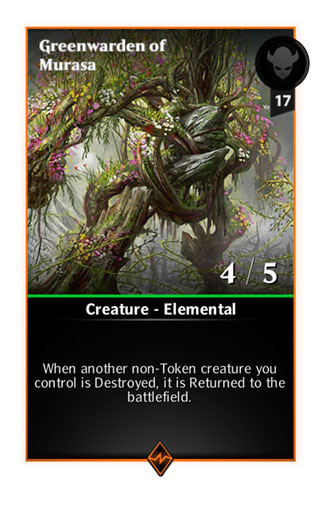 Greenwarden of
Murasa
17
4 / 5
Creature - Elemental
When another non-Token creature you
control is Destroyed, it is Returned to the
battlefield.